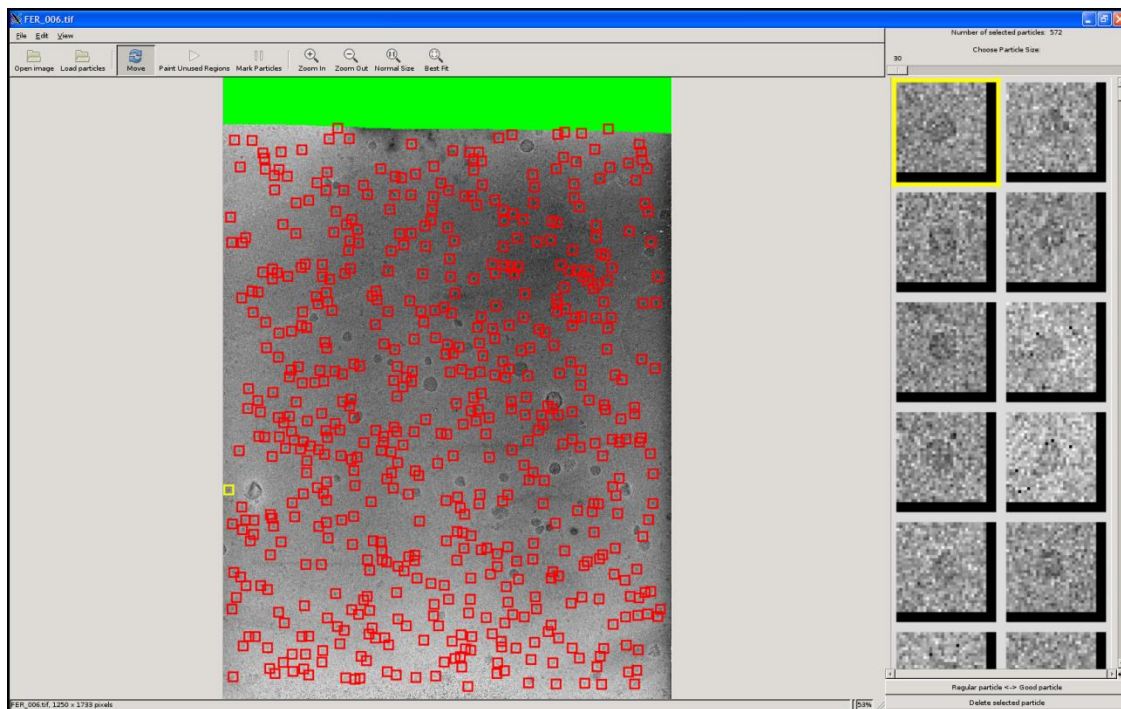 FER_006.tif
File Edit View
Open image Load particles Move Paint Unused Regions Mark Particles Zoom In Zoom Out Normal Size Best Fit
Number of selected particles: 572
Choose Particle Size:
30
Regular particle <-> Good particle
Delete selected particle
FER_006.tif, 1250 x 1733 pixels
53%